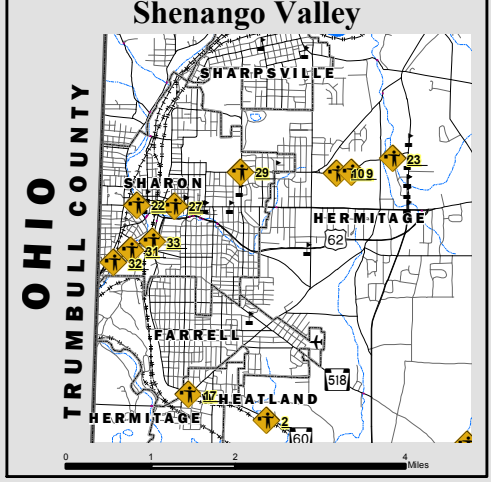 Shenango Valley
SHARPSVILLE
OHIO
TRUMBULL COUNTY
23
29
109
SHARON
22
27
HERMITAGE
62
33
31
32
FARRELL
518
17
HEATLAND
HERMITAGE
2
60
0 1 2 4
Miles